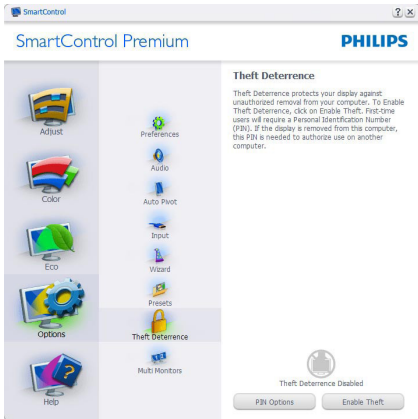 SmartControl
SmartControl Premium
PHILIPS
Adjust
Color
Eco
Options
Help
Preferences
Audio
Auto Pivot
Input
Wizard
Presets
Theft Deterrence
Multi Monitors
Theft Deterrence
Theft Deterrence protects your display against
unauthorized removal from your computer. To Enable
Theft Deterrence, click on Enable Theft. First-time
users will require a Personal Identification Number
(PIN). If the display is removed from this computer,
this PIN is needed to authorize use on another
computer.
Theft Deterrence Disabled
PIN Options
Enable Theft